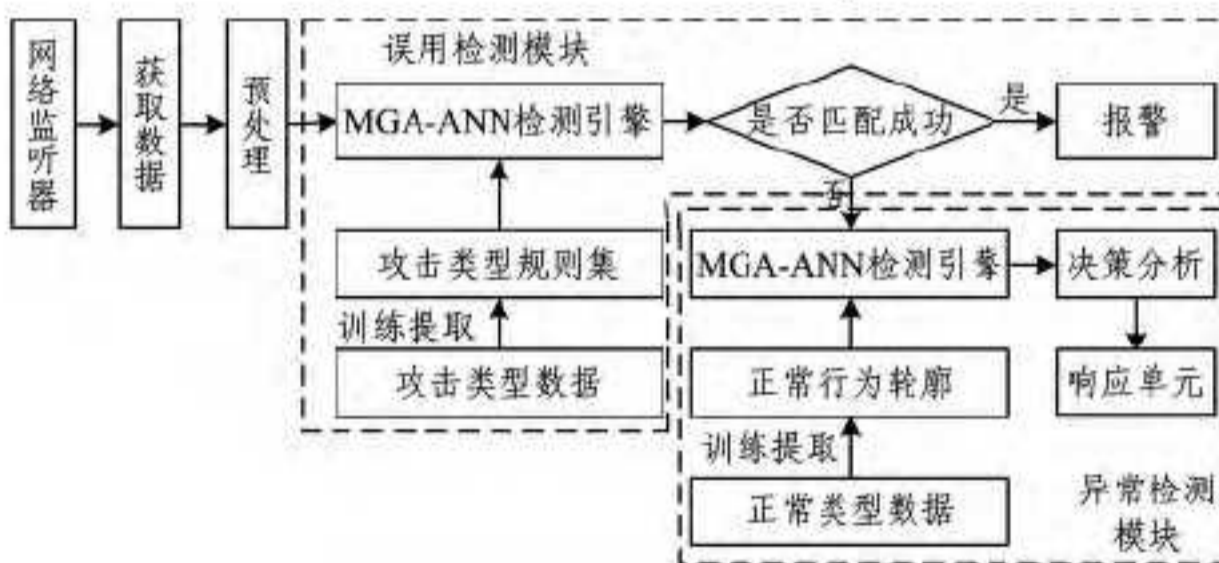 网络监听器
获取数据
预处理
误用检测模块
MGA-ANN检测引擎
是否匹配成功
是
报警
否
攻击类型规则集
训练提取
攻击类型数据
MGA-ANN检测引擎
决策分析
正常行为轮廓
响应单元
训练提取
正常类型数据
异常检测
模块